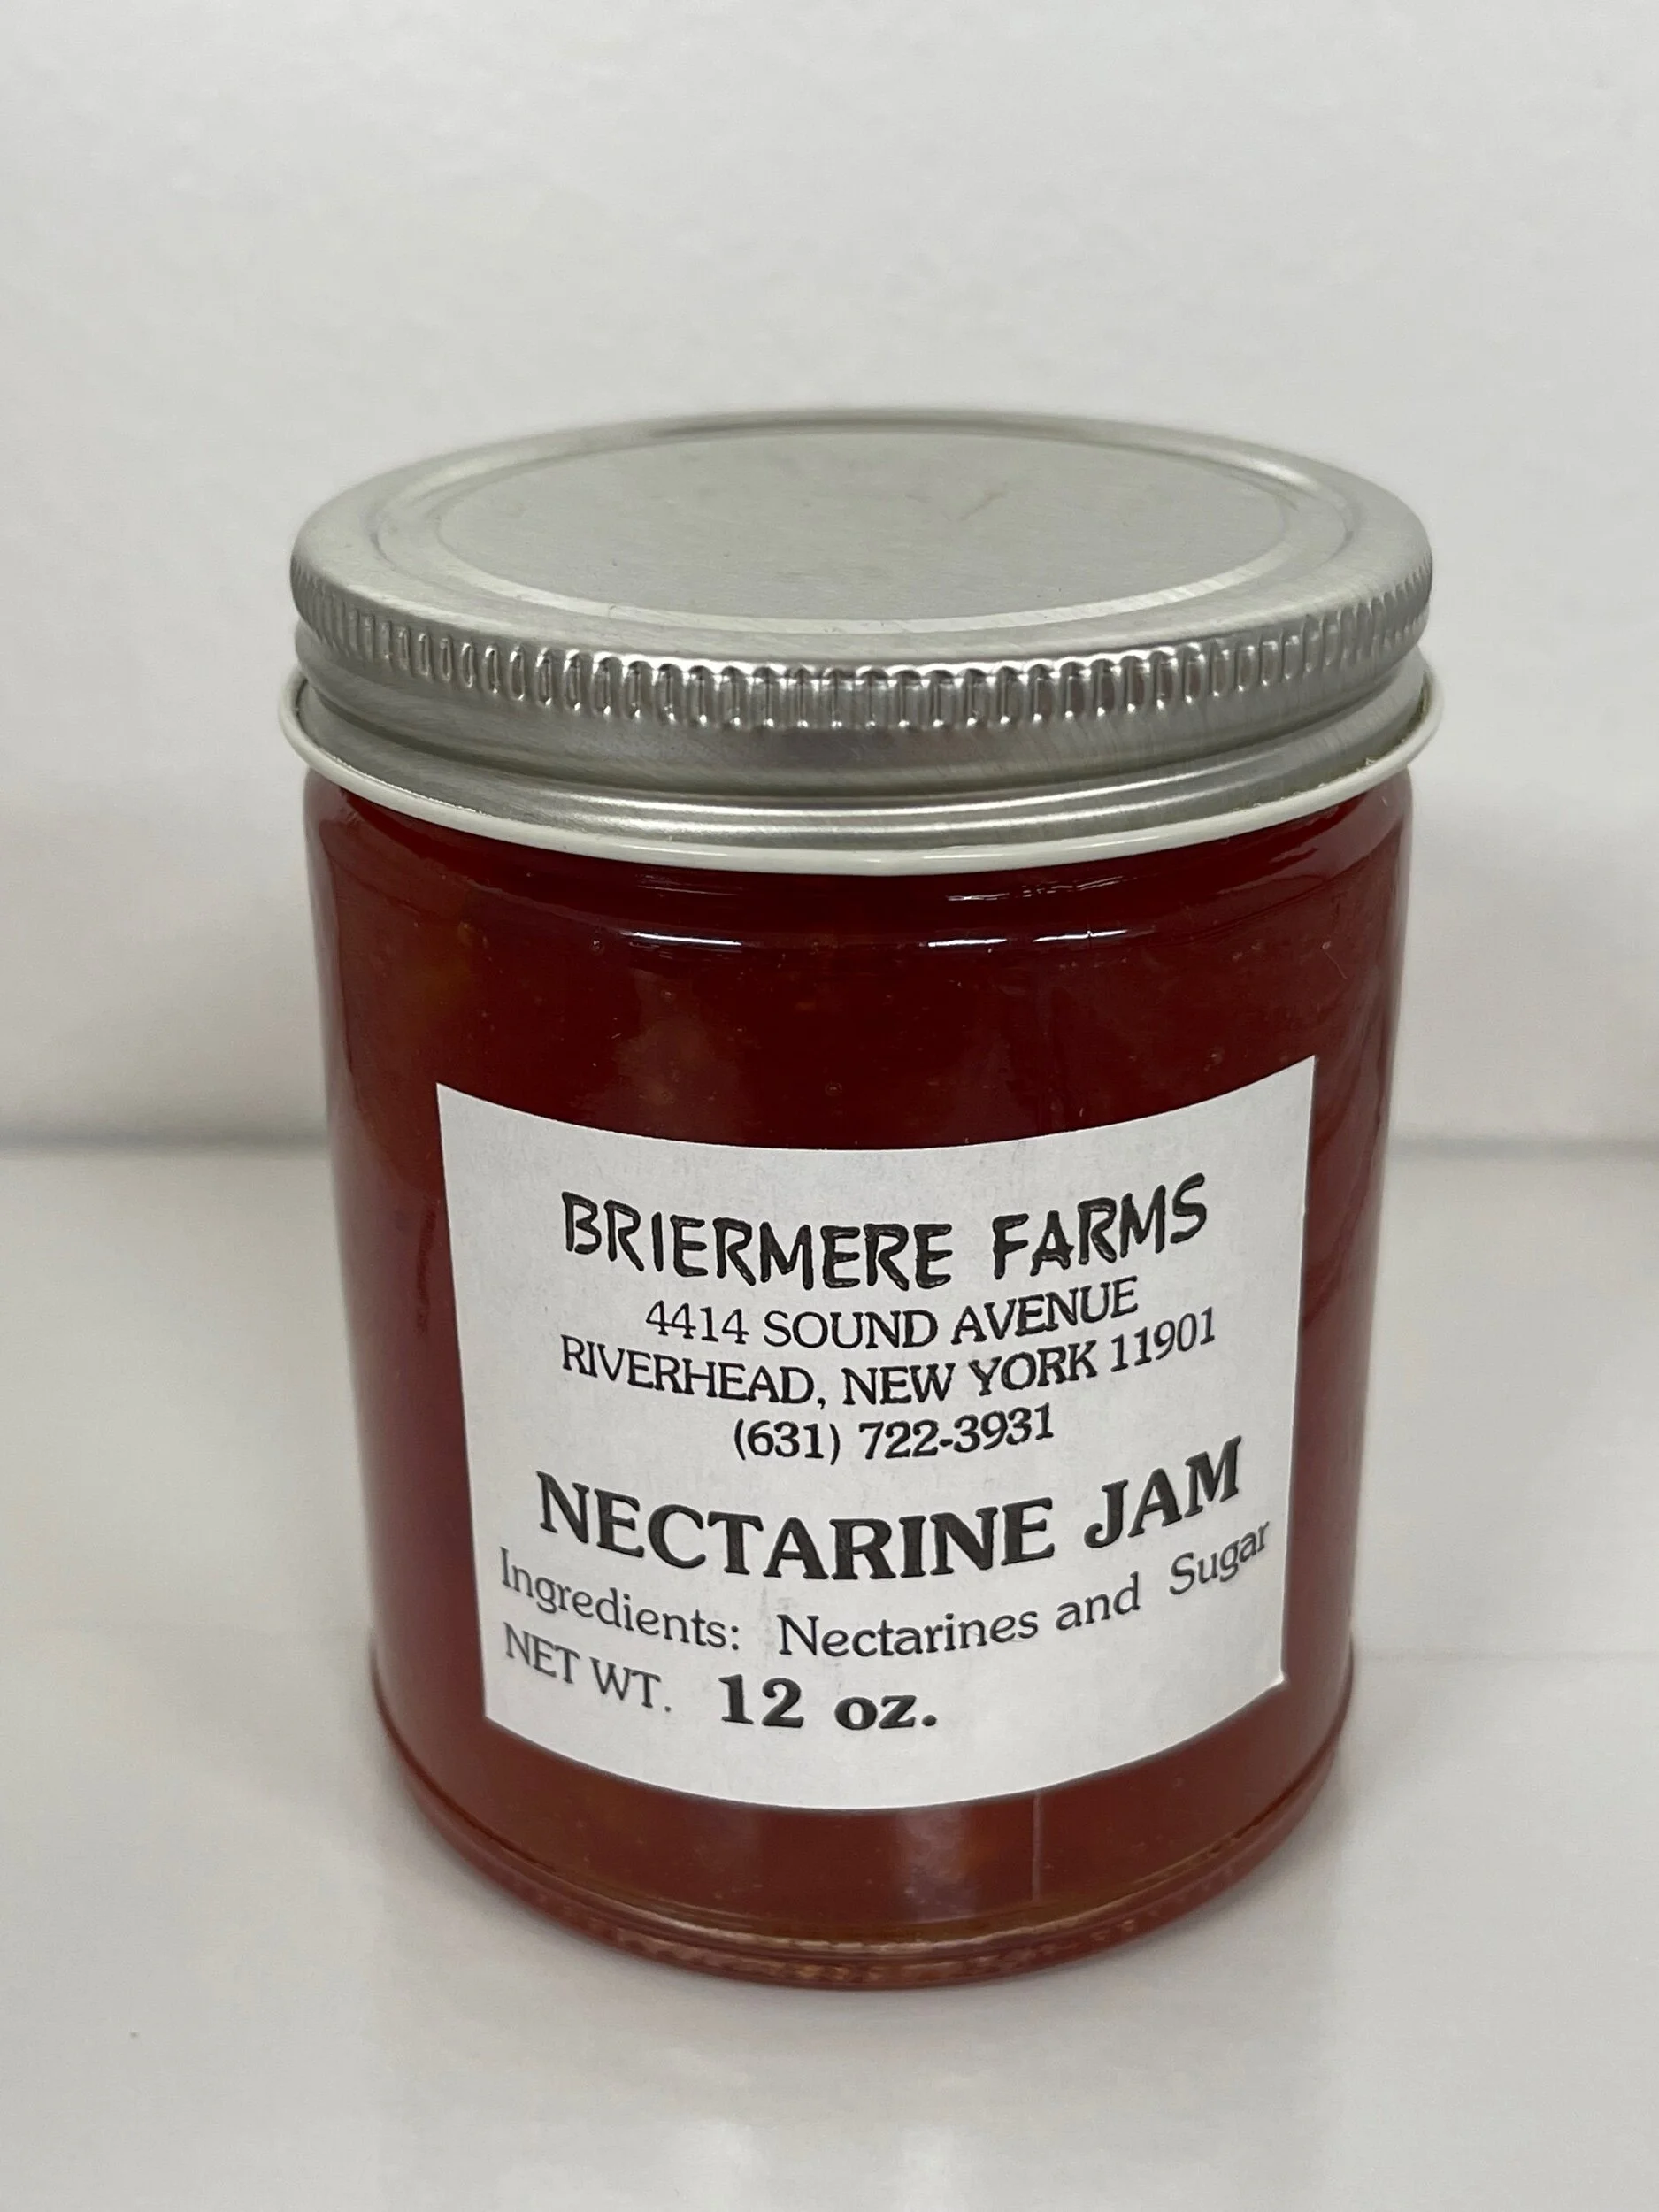 BRIERMERE FARMS
4414 SOUND AVENUE
RIVERHEAD, NEW YORK 11901
(631) 722-3931
NECTARINE JAM
Ingredients: Nectarines and Sugar
NET WT. 12 oz.